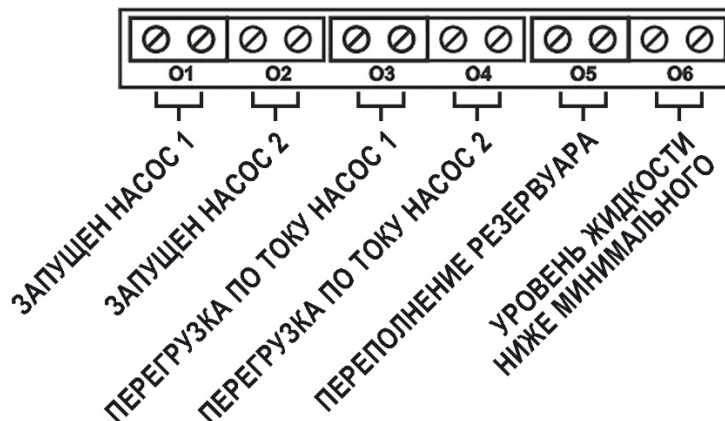 O1 O2 O3 O4 O5 O6
ЗАПУЩЕН НАСОС 1
ЗАПУЩЕН НАСОС 2
ПЕРЕГРУЗКА ПО ТОКУ НАСОС 1
ПЕРЕГРУЗКА ПО ТОКУ НАСОС 2
ПЕРЕПОЛНЕНИЕ РЕЗЕРВУАРА
УРОВЕНЬ ЖИДКОСТИ
НИЖЕ МИНИМАЛЬНОГО